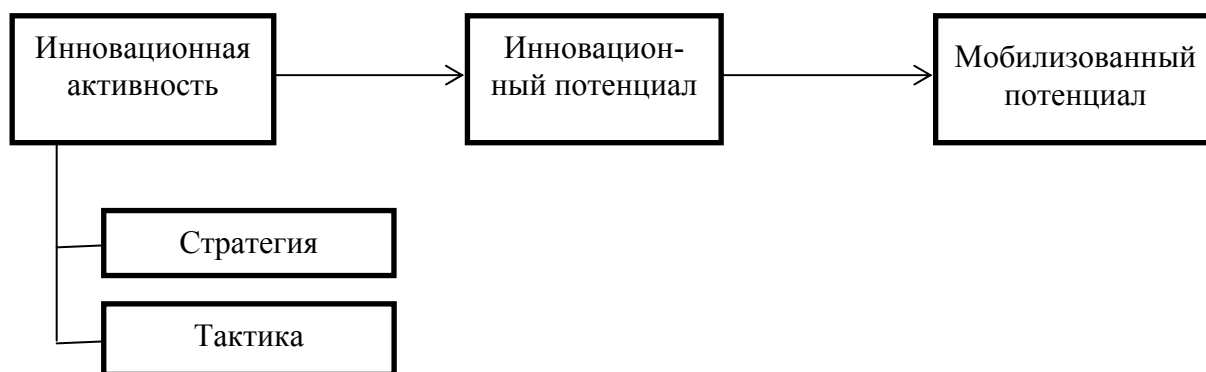 Инновационная
активность
Инновацион-
ный потенциал
Мобилизованный
потенциал
Стратегия
Тактика